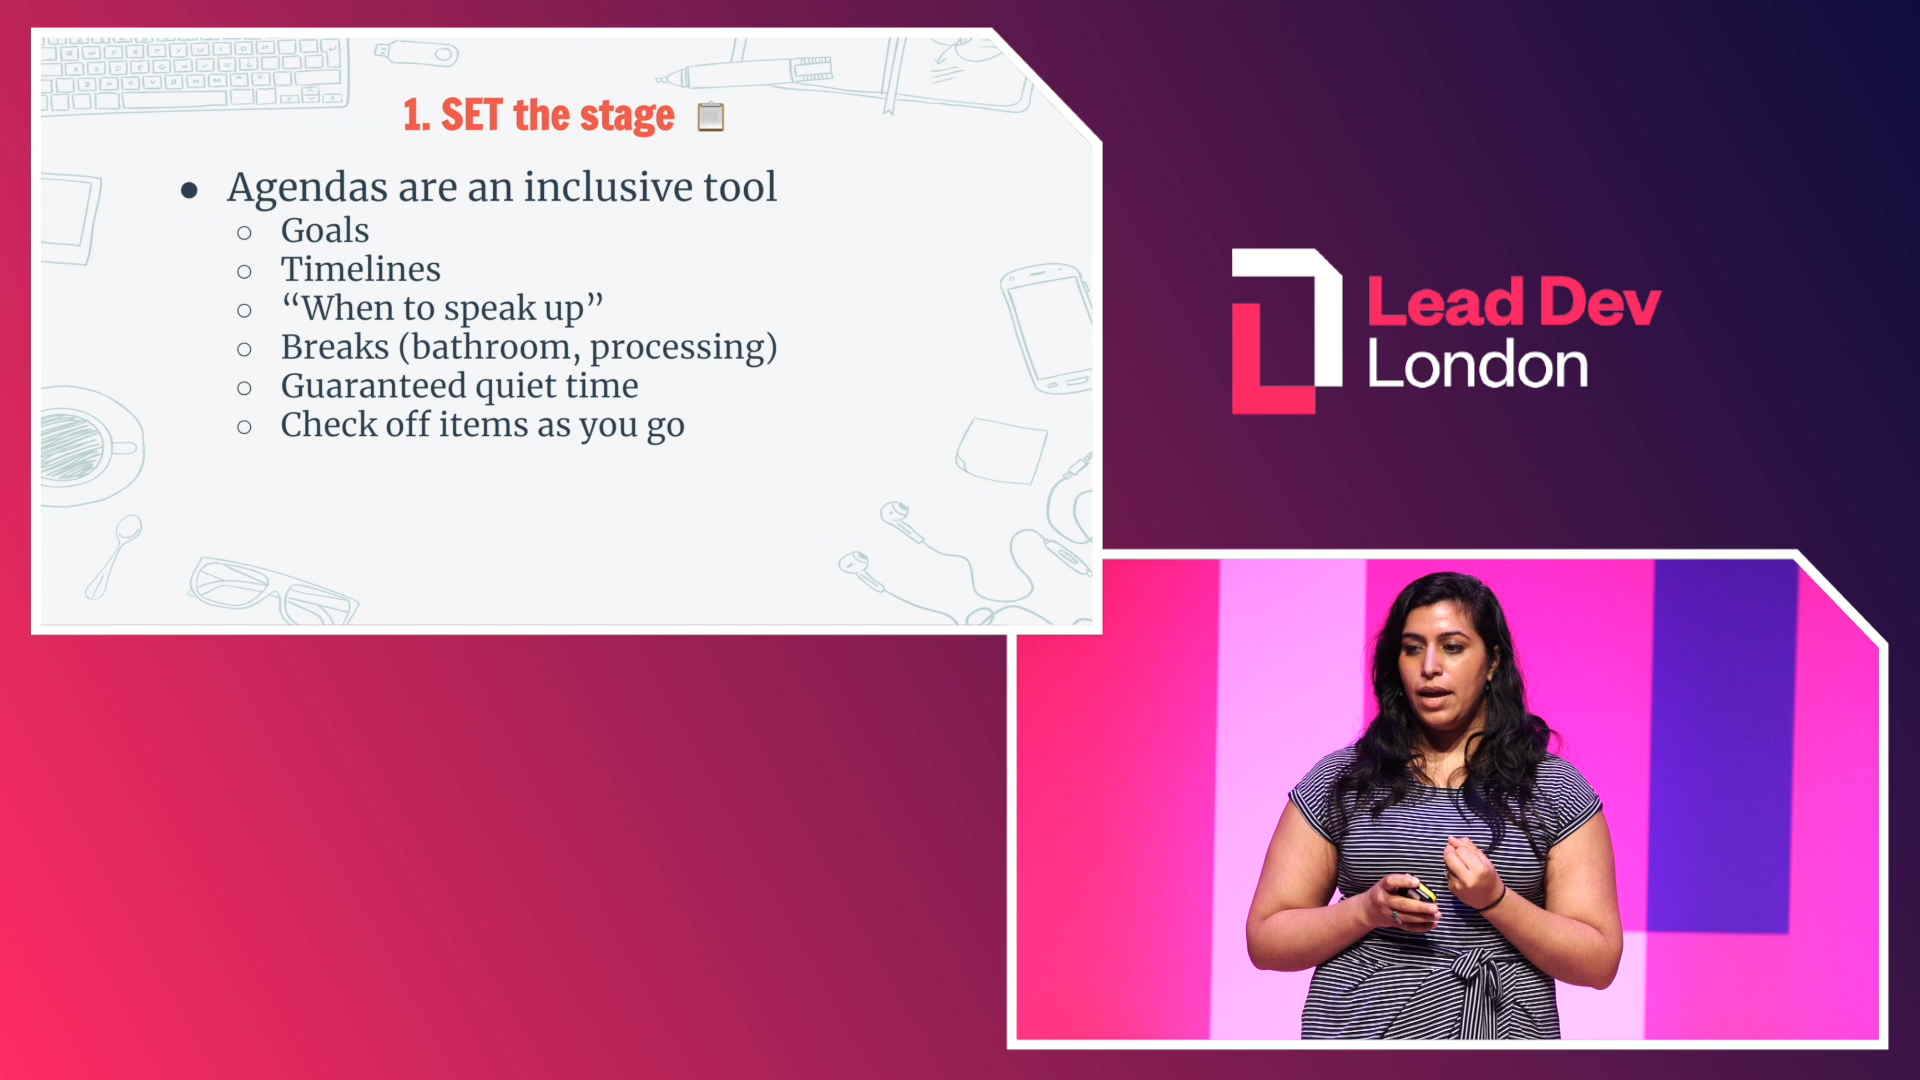 1. SET the stage
● Agendas are an inclusive tool
○ Goals
○ Timelines
○ “When to speak up”
○ Breaks (bathroom, processing)
○ Guaranteed quiet time
○ Check off items as you go
Lead Dev
London